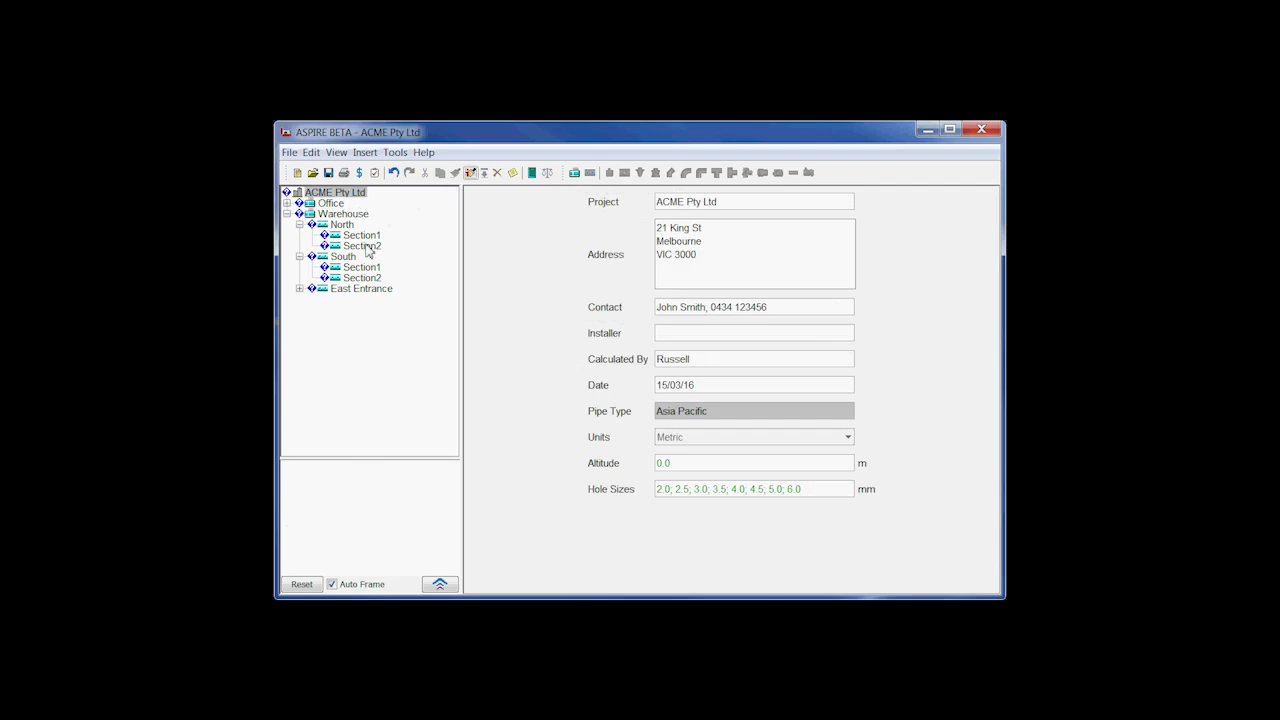 ASPIRE BETA - ACME Pty Ltd
File Edit View Insert Tools Help
ACME Pty Ltd
Office
Warehouse
North
Section1
Section2
South
Section1
Section2
East Entrance
Reset
Auto Frame
Project ACME Pty Ltd
Address 21 King St
Melbourne
VIC 3000
Contact John Smith, 0434 123456
Installer
Calculated By Russell
Date 15/03/16
Pipe Type Asia Pacific
Units Metric
Altitude 0.0 m
Hole Sizes 2.0; 2.5; 3.0; 3.5; 4.0; 4.5; 5.0; 6.0 mm